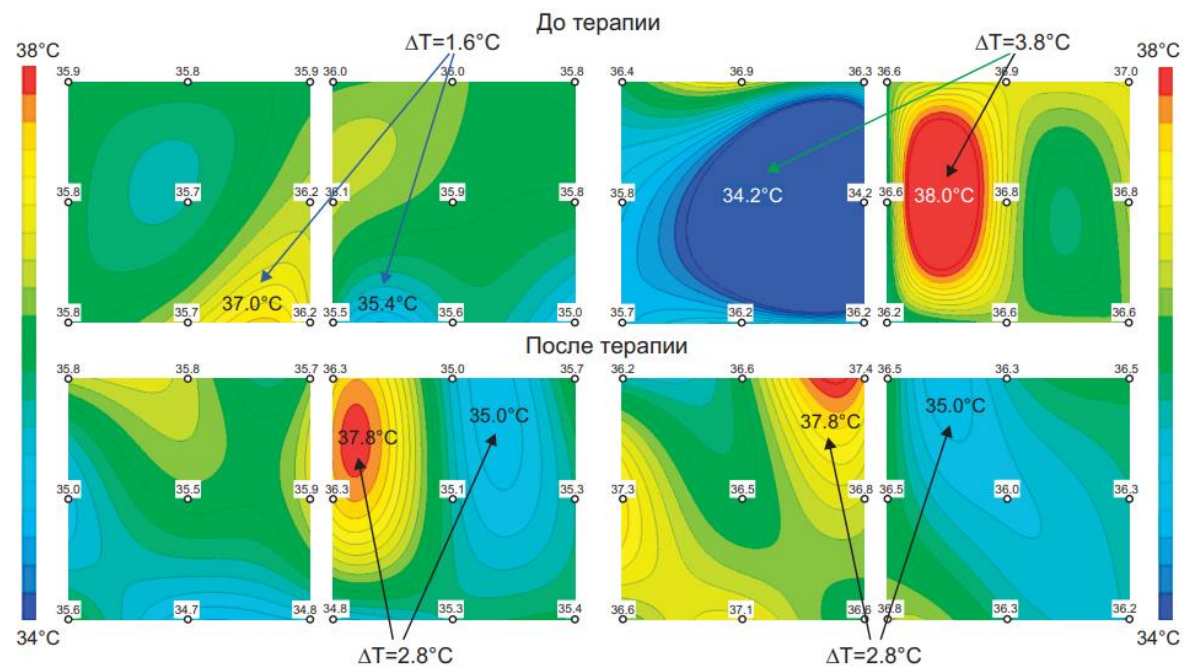 До терапии
ΔT=1.6°C ΔT=3.8°C
38°C 38°C
35.9 35.8 35.9 36.0 36.0 35.8 36.4 36.9 36.3 36.6 36.9 37.0
35.8 35.7 36.2 36.1 35.9 35.8 35.8 34.2°C 34.2 36.6 38.0°C 36.8 36.8
37.0°C 35.4°C
35.8 35.7 36.2 35.5 35.6 35.0 35.7 36.2 36.2 36.2 36.6 36.6
После терапии
35.8 35.8 35.7 36.3 35.0 35.7 36.2 36.6 37.4 36.5 36.3 36.5
37.8°C 35.0°C 37.8°C 35.0°C
35.0 35.5 35.9 36.3 35.1 35.3 37.3 36.5 36.8 36.5 36.0 36.3
35.6 34.7 34.8 34.8 35.3 35.4 36.6 37.1 36.6 36.8 36.3 36.2
34°C 34°C
ΔT=2.8°C ΔT=2.8°C